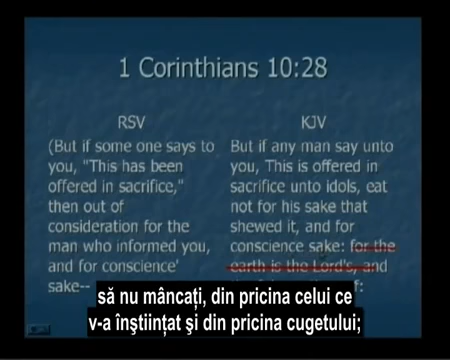 1 Corinthians 10:28
RSV
(But if some one says to
you, "This has been
offered in sacrifice,"
then out of
consideration for the
man who informed you,
and for conscience'
sake--
KJV
But if any man say unto
you, This is offered in
sacrifice unto idols, eat
not for his sake that
shewed it, and for
conscience sake: for the
earth is the Lord's, and
să nu mâncați, din pricina celui ce
v-a înştiinţat şi din pricina cugetului;